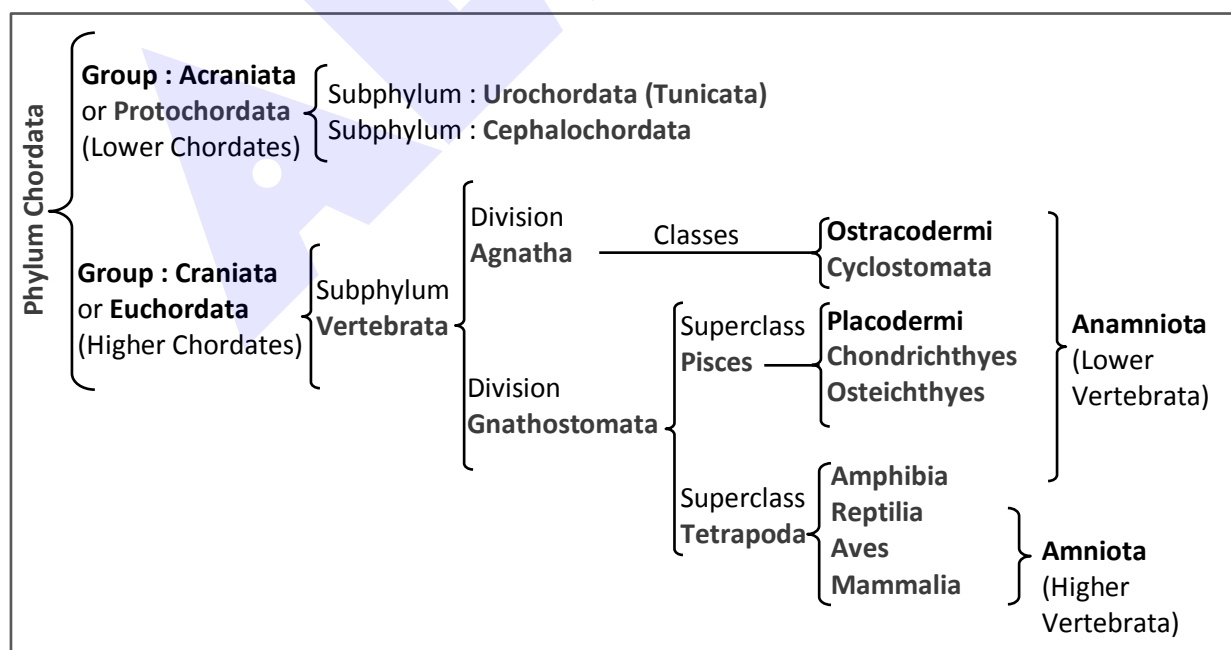 Phylum Chordata
Group : Acraniata
or Protochordata
(Lower Chordates)
Subphylum : Urochordata (Tunicata)
Subphylum : Cephalochordata
Group : Craniata
or Euchordata
(Higher Chordates)
Subphylum
Vertebrata
Division
Agnatha
Classes
Ostracodermi
Cyclostomata
Division
Gnathostomata
Superclass
Pisces
Placodermi
Chondrichthyes
Osteichthyes
Superclass
Tetrapoda
Amphibia
Reptilia
Aves
Mammalia
Anamniota
(Lower
Vertebrata)
Amniota
(Higher
Vertebrata)